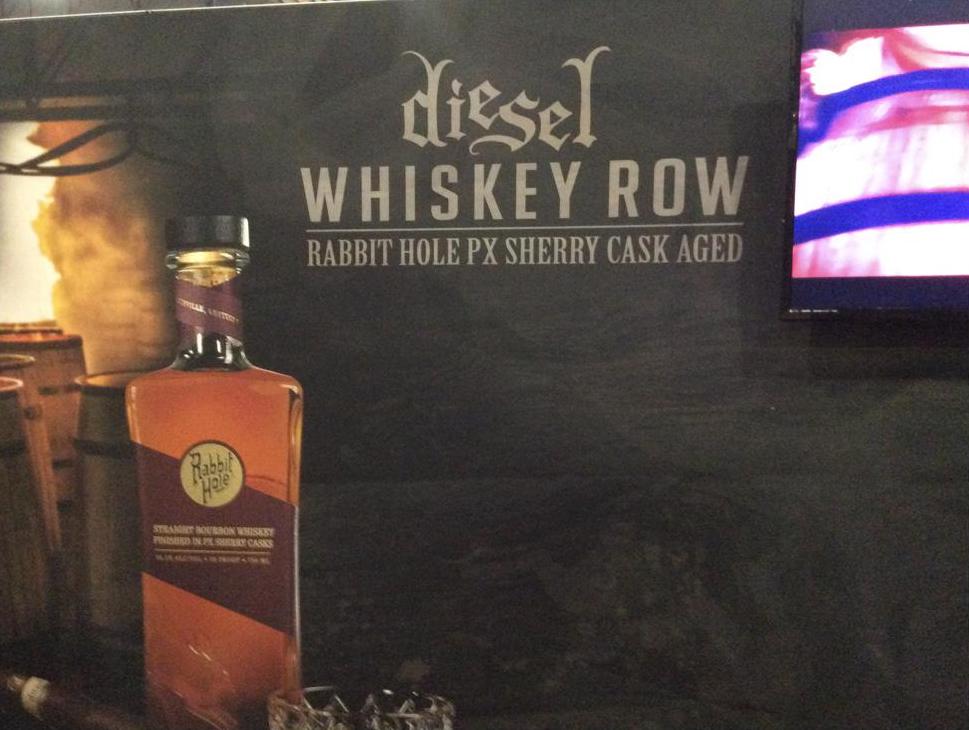 diesel
WHISKEY ROW
RABBIT HOLE PX SHERRY CASK AGED
Rabbit
Hole
STRAIGHT BOURBON WHISKEY
FINISHED IN PX SHERRY CASKS